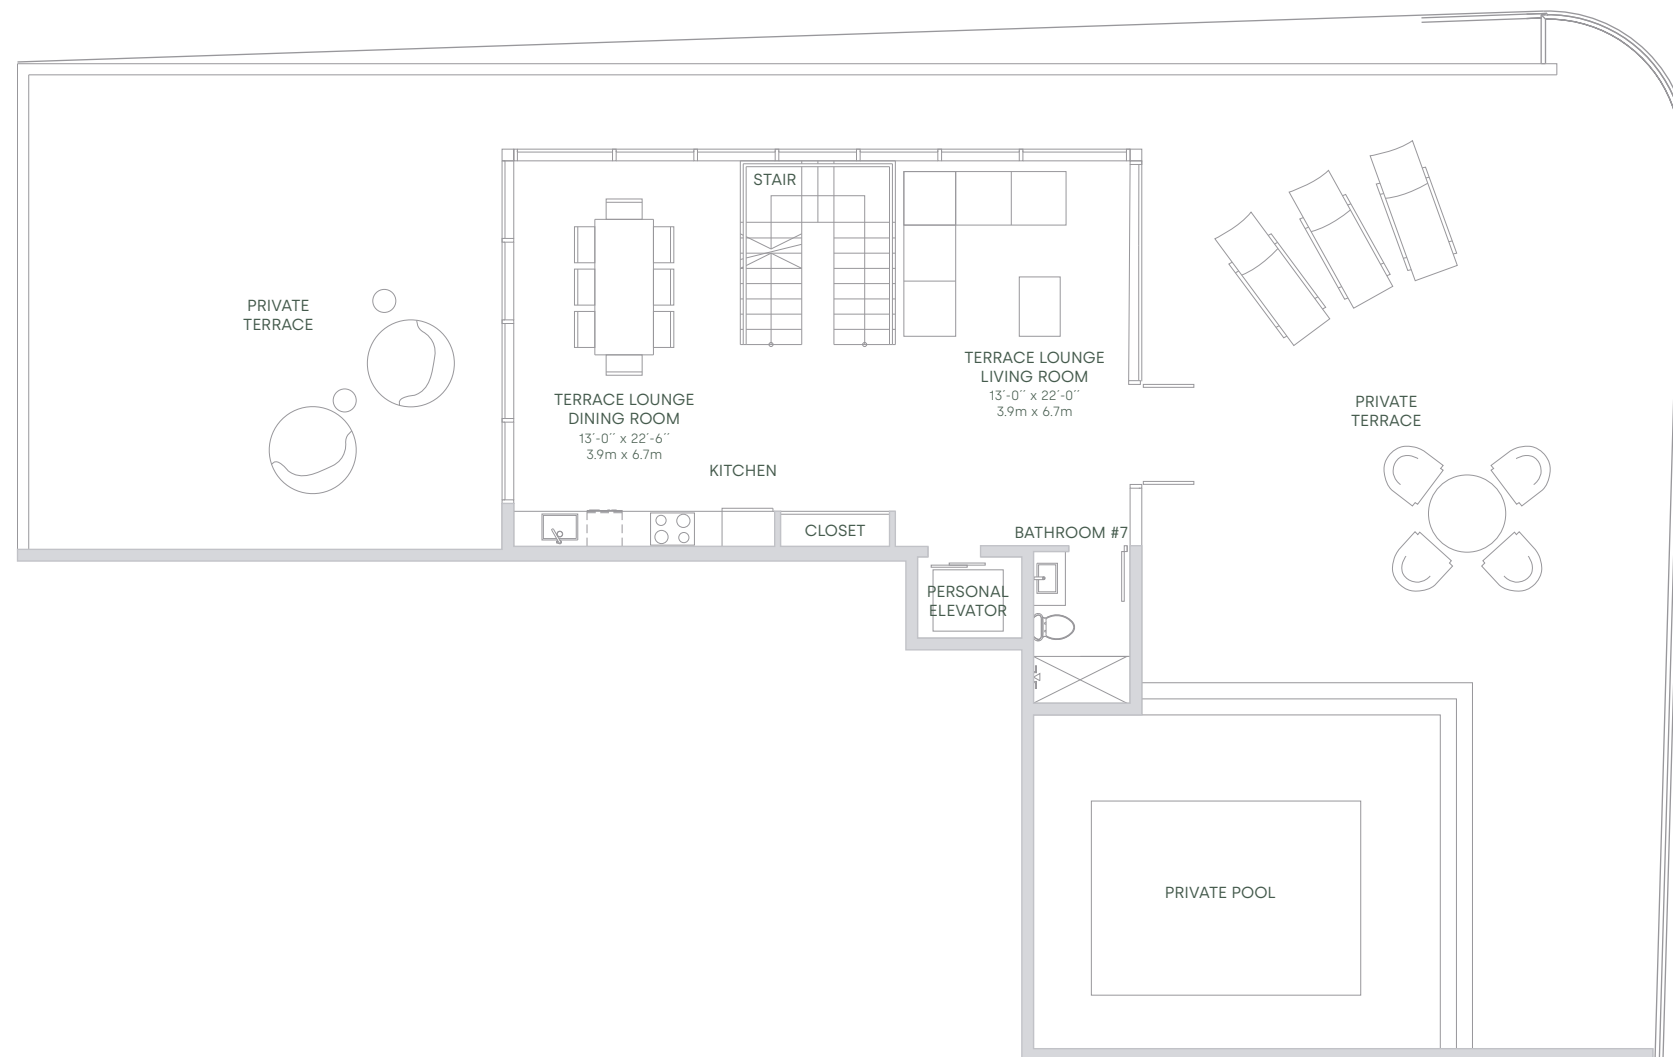 STAIR
PRIVATE
TERRACE
TERRACE LOUNGE
LIVING ROOM
13´-0´´ x 22´-0´´
3.9m x 6.7m
TERRACE LOUNGE
DINING ROOM
13´-0´´ x 22´-6´´
3.9m x 6.7m
PRIVATE
TERRACE
KITCHEN
CLOSET
BATHROOM #7
PERSONAL
ELEVATOR
PRIVATE POOL